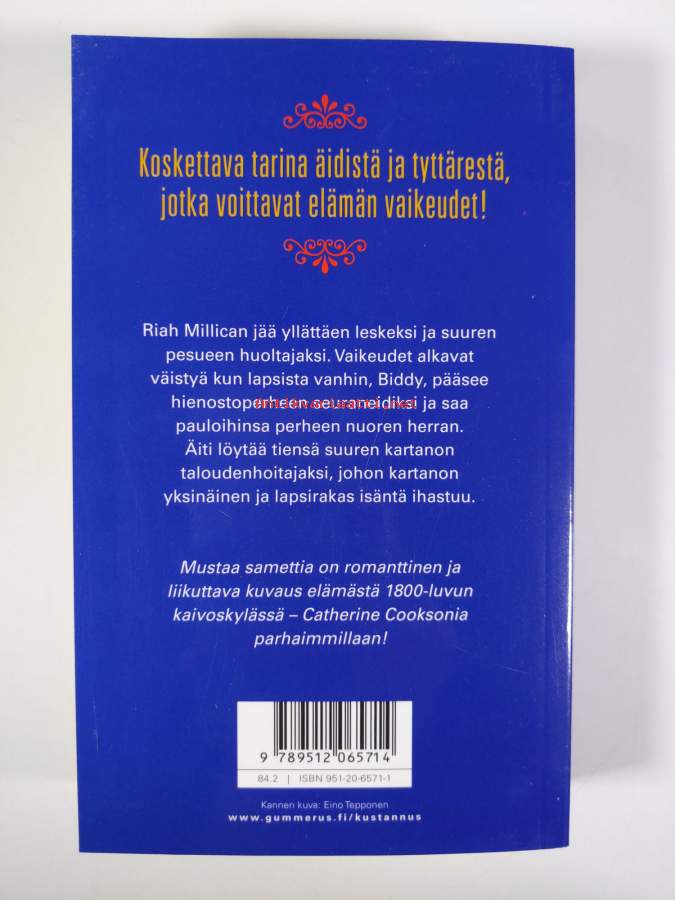 Koskettava tarina äidistä ja tyttärestä,
jotka voittavat elämän vaikeudet!
Riah Millican jää yllättäen leskeksi ja suuren
pesueen huoltajaksi. Vaikeudet alkavat
väistyä kun lapsista vanhin, Biddy, pääsee
hienostoperheen seuraneidiksi ja saa
pauloihinsa perheen nuoren herran.
Äiti löytää tiensä suuren kartanon
taloudenhoitajaksi, johon kartanon
yksinäinen ja lapsirakas isäntä ihastuu.
Mustaa samettia on romanttinen ja
liikuttava kuvaus elämästä 1800-luvun
kaivoskylässä – Catherine Cooksonia
parhaimmillaan!
9 789512 065714
84.2 | ISBN 951-20-6571-1
Kannen kuva: Eino Tepponen
www.gummerus.fi/kustannus